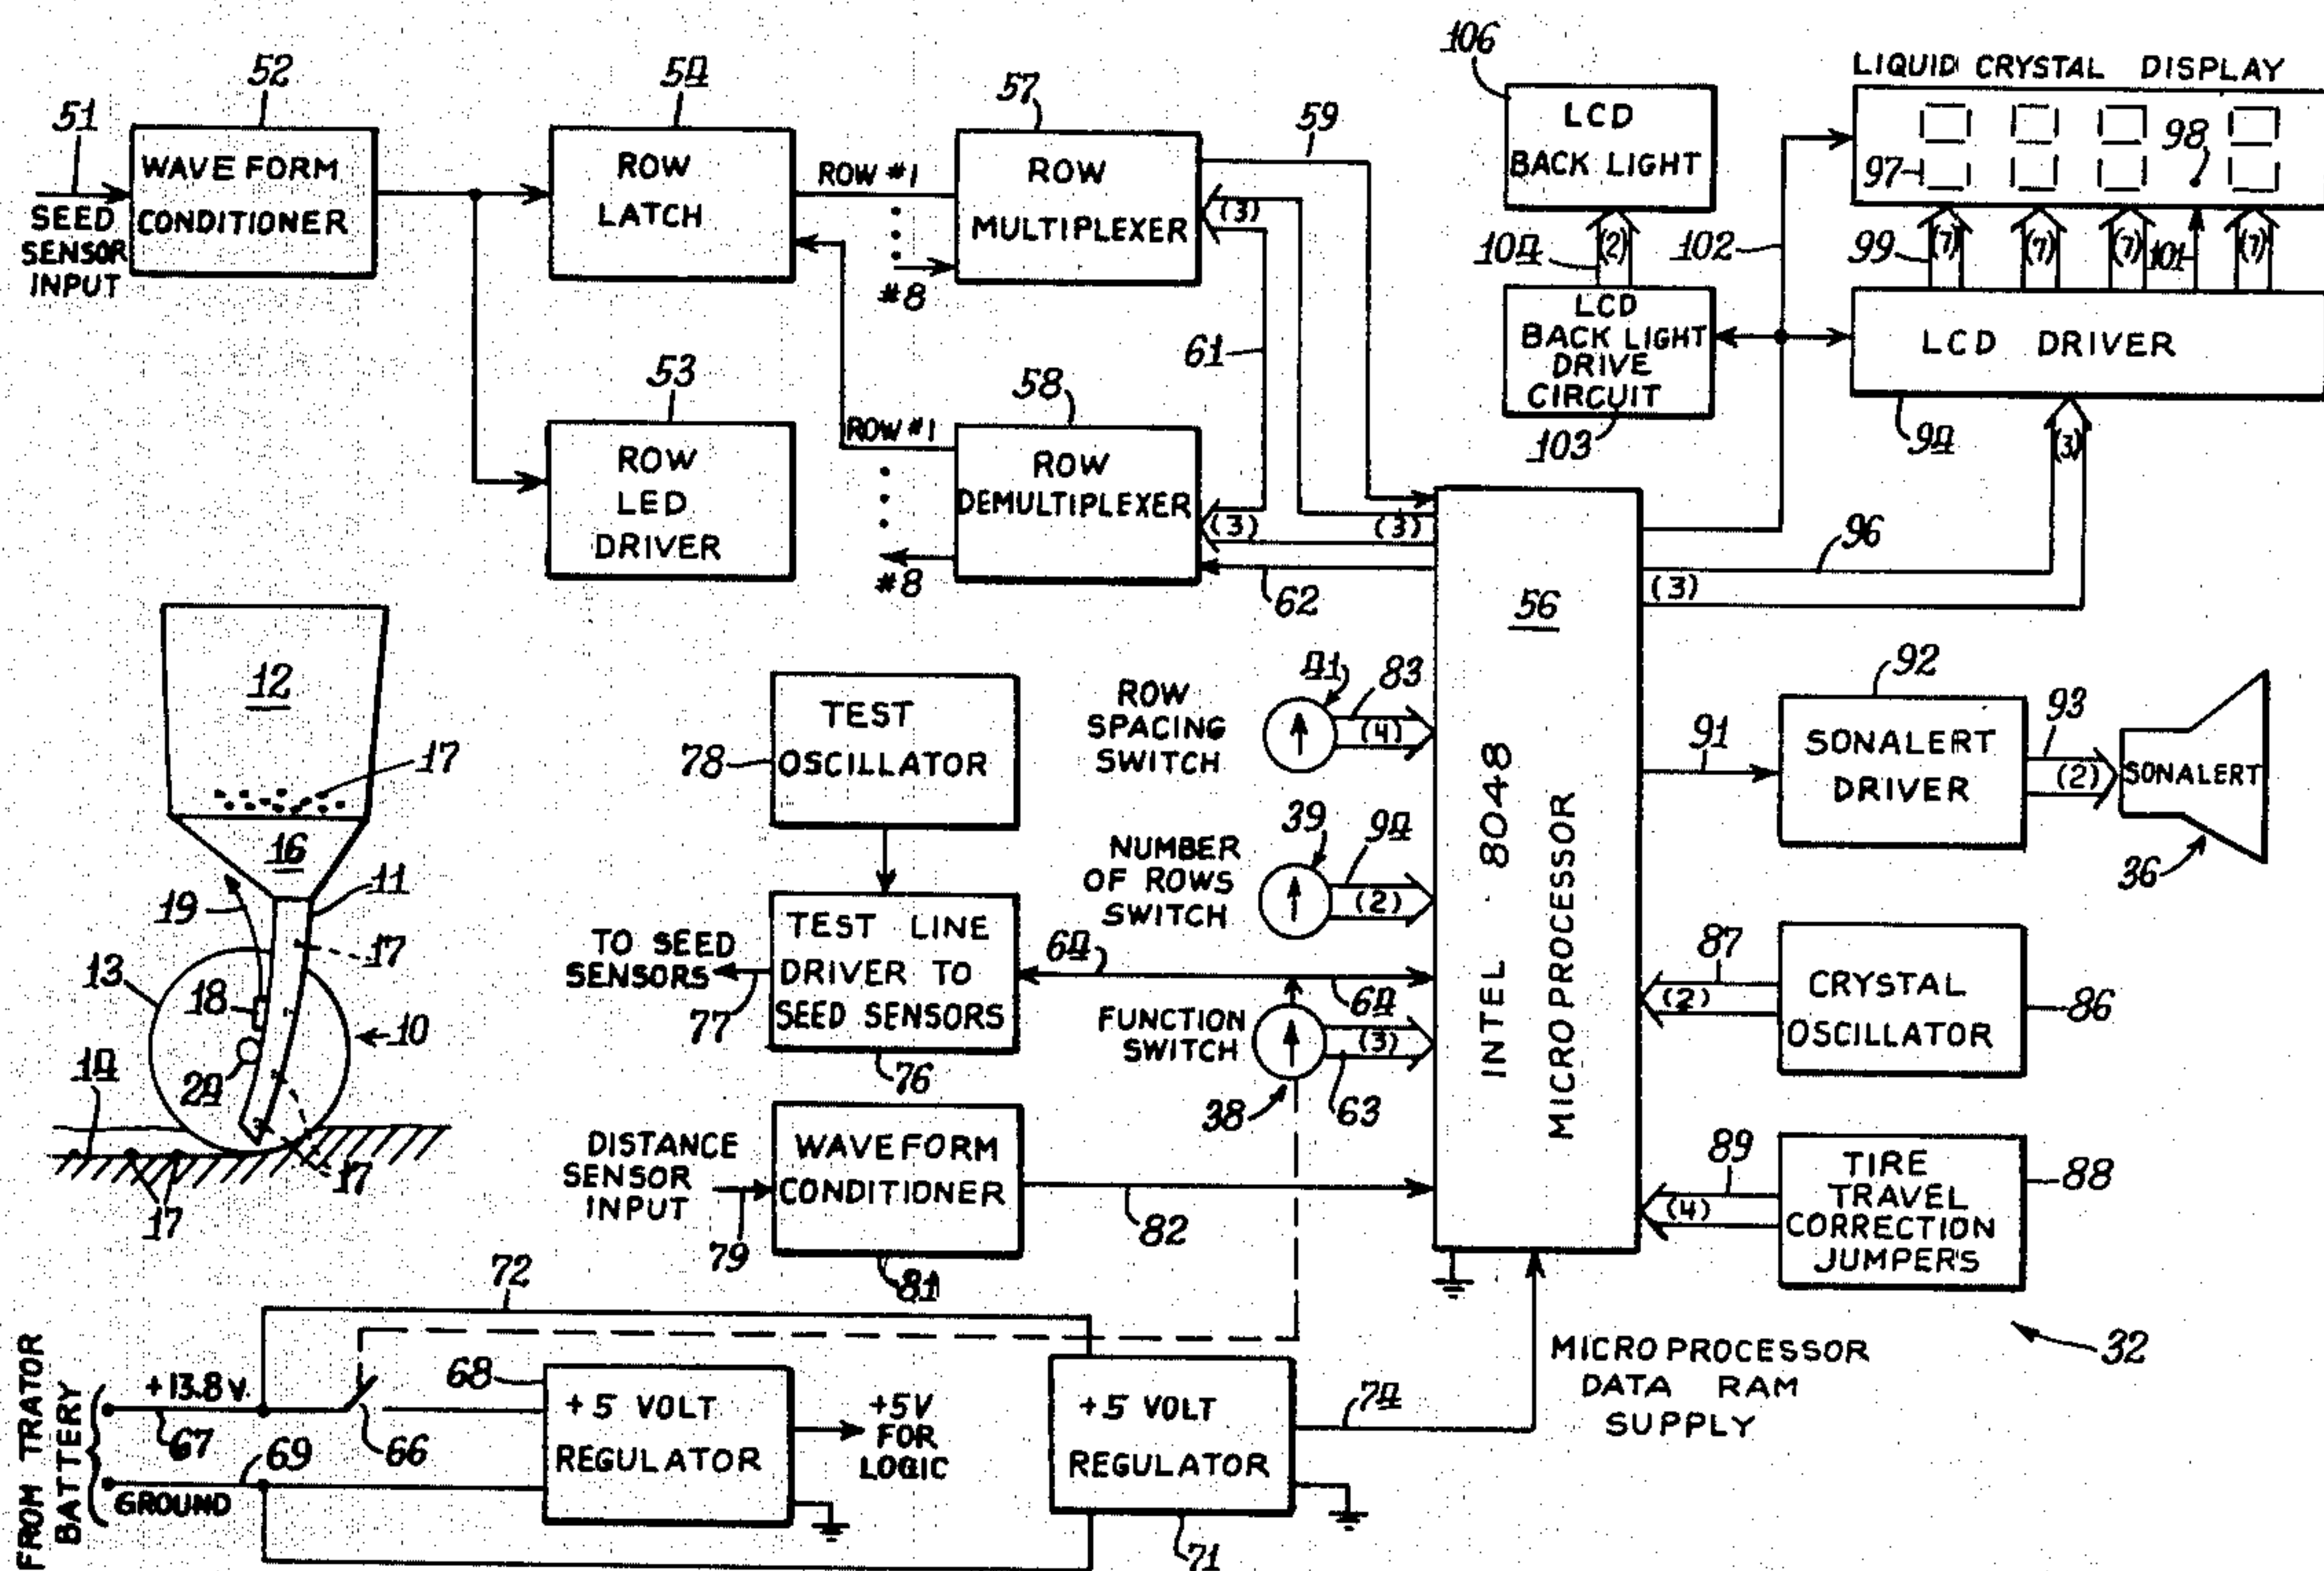 106
LIQUID CRYSTAL DISPLAY
51
52
54
57
59
WAVE FORM
CONDITIONER
ROW
LATCH
ROW #1
#8
ROW
MULTIPLEXER
(3)
LCD
BACK LIGHT
97
98
SEED
SENSOR
INPUT
104
(2)
102
99
(7)
(7)
(7)
101
(7)
LCD
BACK LIGHT
DRIVE
CIRCUIT
103
LCD DRIVER
94
(3)
61
53
58
ROW #1
#8
ROW
LED
DRIVER
ROW
DEMULTIPLEXER
(3)
(3)
62
96
(3)
56
INTEL 8048
MICROPROCESSOR
12
17
16
11
19
17
13
18
10
14
20
17
17
TEST
OSCILLATOR
78
ROW
SPACING
SWITCH
41
83
(4)
91
92
SONALERT
DRIVER
93
(2)
SONALERT
36
NUMBER
OF ROWS
SWITCH
39
94
(2)
TO SEED
SENSORS
77
TEST LINE
DRIVER TO
SEED SENSORS
76
64
64
FUNCTION
SWITCH
(3)
38
63
87
(2)
CRYSTAL
OSCILLATOR
86
DISTANCE
SENSOR
INPUT
79
WAVEFORM
CONDITIONER
81
82
89
(4)
TIRE
TRAVEL
CORRECTION
JUMPER'S
88
32
72
FROM TRATOR
BATTERY
+13.8 V.
67
66
69
GROUND
68
+5 VOLT
REGULATOR
+5V
FOR
LOGIC
+5 VOLT
REGULATOR
71
74
MICROPROCESSOR
DATA RAM
SUPPLY